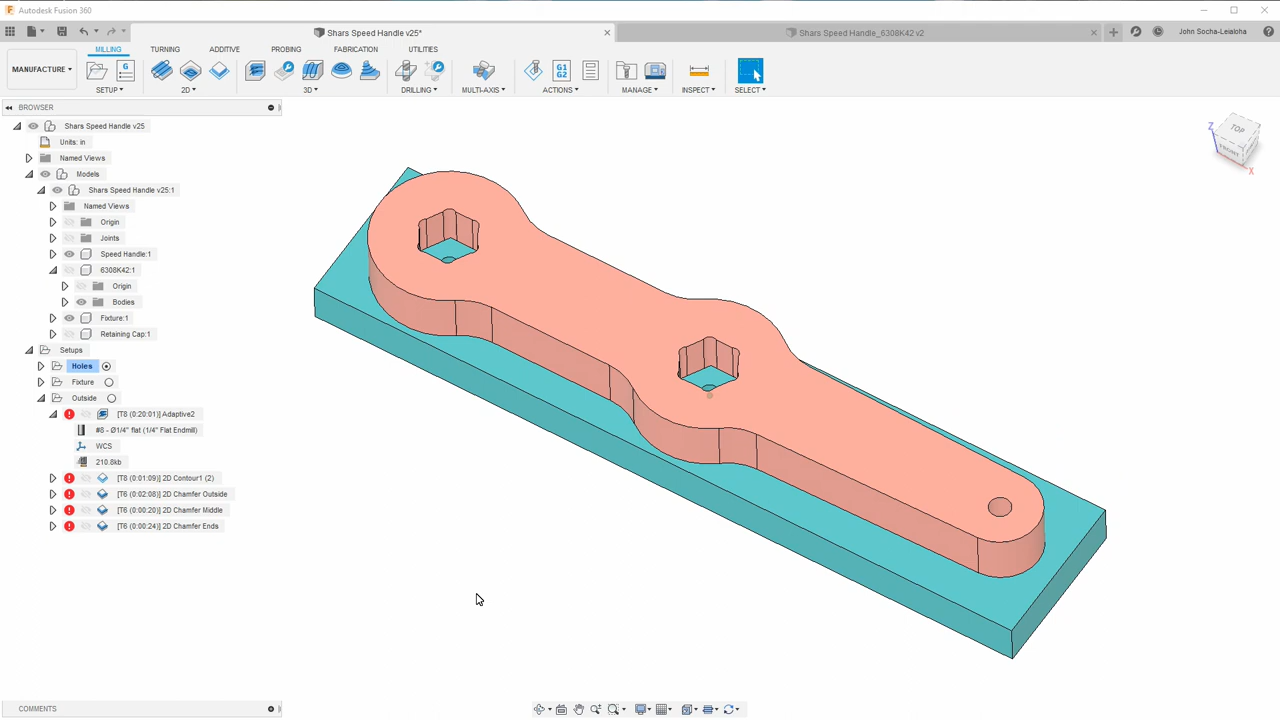 Autodesk Fusion 360
Shars Speed Handle v25*
Shars Speed Handle_6308K42 v2
John Socha-Leialoha
MILLING TURNING ADDITIVE PROBING FABRICATION UTILITIES
MANUFACTURE
G1
G2
SETUP 2D 3D DRILLING MULTI-AXIS ACTIONS MANAGE INSPECT SELECT
BROWSER
Shars Speed Handle v25
Units: in
Named Views
Models
Shars Speed Handle v25:1
Named Views
Origin
Joints
Speed Handle:1
6308K42:1
Origin
Bodies
Fixture:1
Retaining Cap:1
Setups
Holes
Fixture
Outside
[T8 (0:20:01)] Adaptive2
#8 - Ø1/4" flat (1/4" Flat Endmill)
WCS
210.8kb
[T8 (0:01:09)] 2D Contour1 (2)
[T6 (0:02:08)] 2D Chamfer Outside
[T6 (0:00:20)] 2D Chamfer Middle
[T6 (0:00:24)] 2D Chamfer Ends
TOP
FRONT
Z
X
COMMENTS